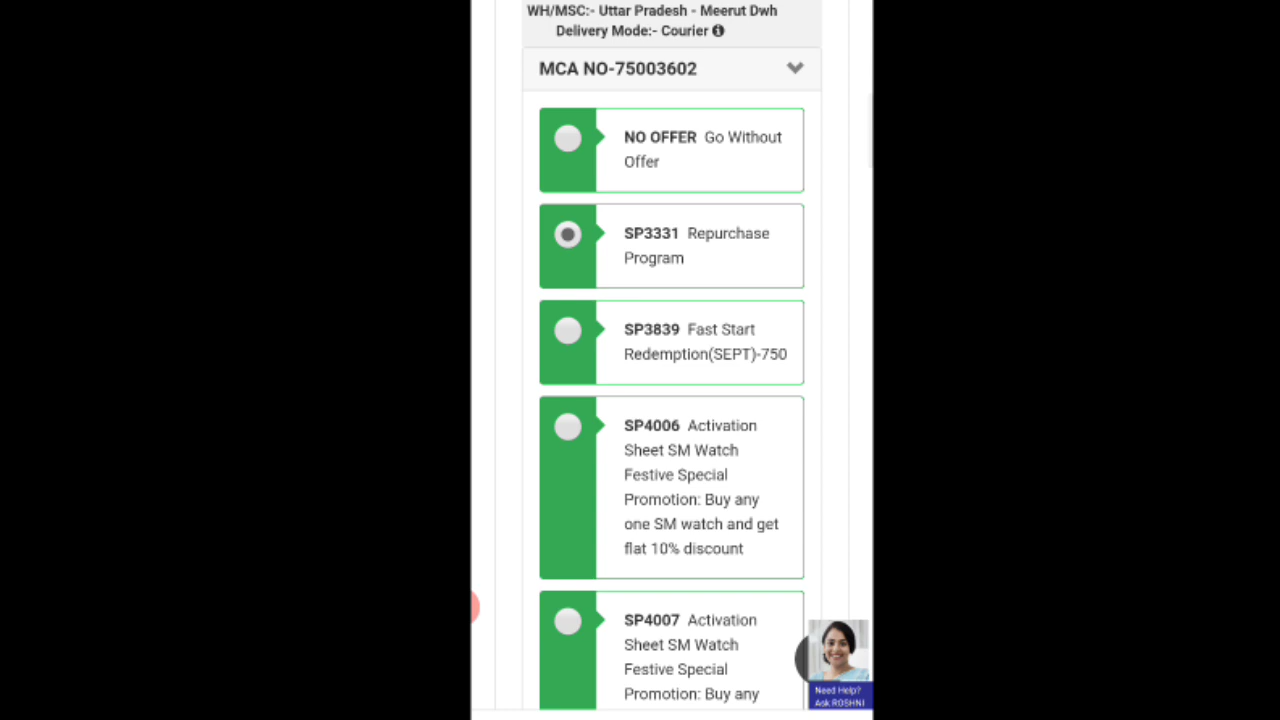 WH/MSC:- Uttar Pradesh - Meerut Dwh
Delivery Mode:- Courier
MCA NO-75003602
NO OFFER Go Without
Offer
SP3331 Repurchase
Program
SP3839 Fast Start
Redemption(SEPT)-750
SP4006 Activation
Sheet SM Watch
Festive Special
Promotion: Buy any
one SM watch and get
flat 10% discount
SP4007 Activation
Sheet SM Watch
Festive Special
Promotion: Buy any
Need Help?
Ask ROSHNI